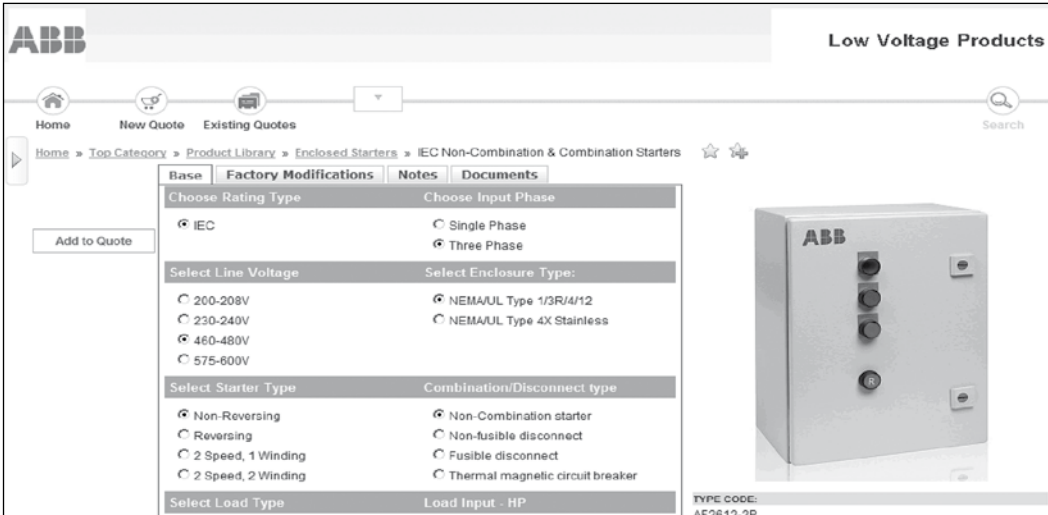 ABB
Low Voltage Products
Home New Quote Existing Quotes Search
Home » Top Category » Product Library » Enclosed Starters » IEC Non-Combination & Combination Starters
Base Factory Modifications Notes Documents
Choose Rating Type Choose Input Phase
IEC Single Phase
Three Phase
Add to Quote
ABB
Select Line Voltage Select Enclosure Type:
200-208V NEMA/UL Type 1/3R/4/12
230-240V NEMA/UL Type 4X Stainless
460-480V
575-600V
R
Select Starter Type Combination/Disconnect type
Non-Reversing Non-Combination starter
Reversing Non-fusible disconnect
2 Speed, 1 Winding Fusible disconnect
2 Speed, 2 Winding Thermal magnetic circuit breaker
Select Load Type Load Input - HP
TYPE CODE: